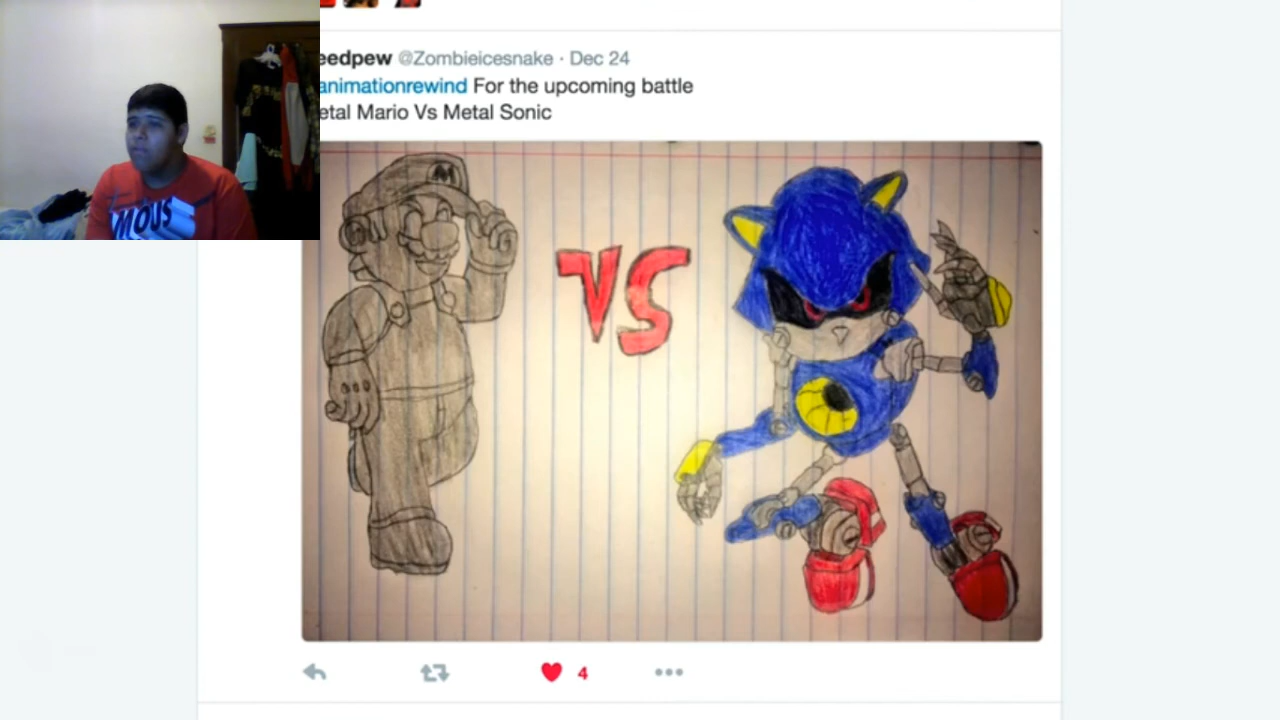 eedpew @Zombieicesnake · Dec 24
animationrewind For the upcoming battle
etal Mario Vs Metal Sonic
M
VS
MOUS
4